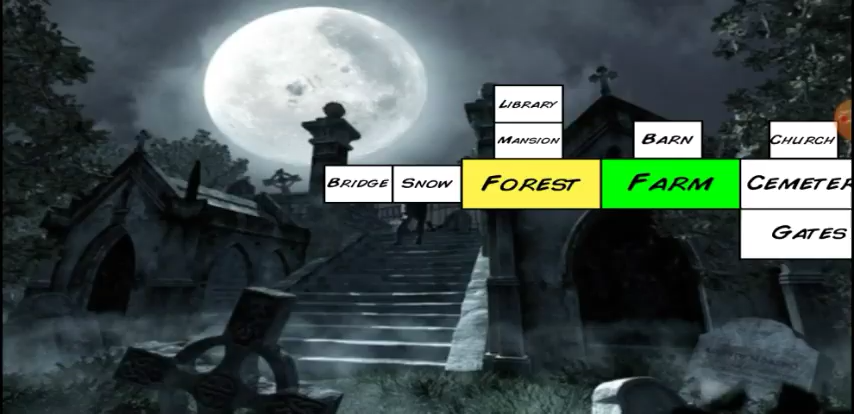 LIBRARY
MANSION
BARN
CHURCH
BRIDGE
SNOW
FOREST
FARM
CEMETER
GATES